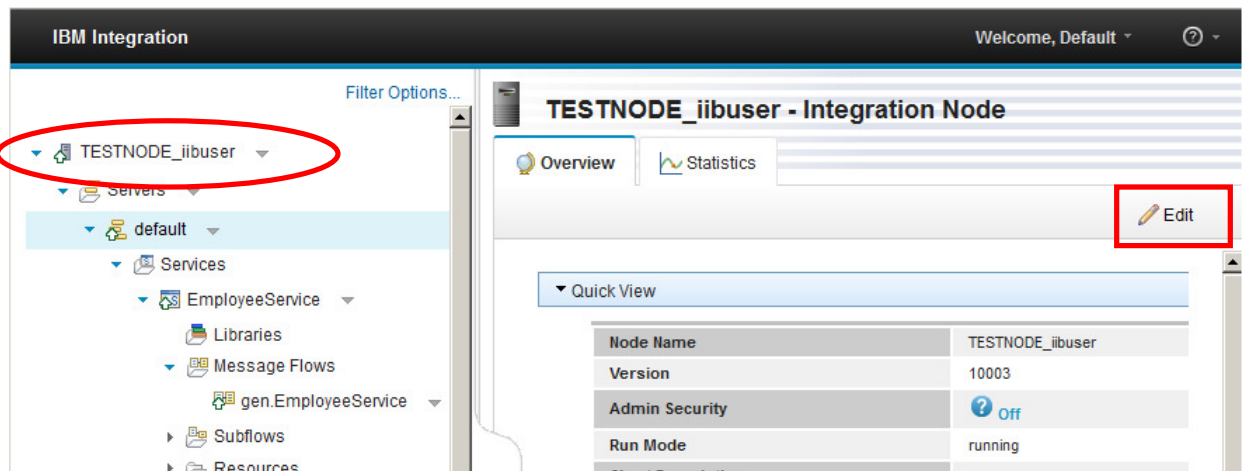 IBM Integration
Welcome, Default
Filter Options...
TESTNODE_iibuser
Servers
default
Services
EmployeeService
Libraries
Message Flows
gen.EmployeeService
Subflows
Resources
TESTNODE_iibuser - Integration Node
Overview
Statistics
Edit
Quick View
Node Name TESTNODE_iibuser
Version 10003
Admin Security Off
Run Mode running